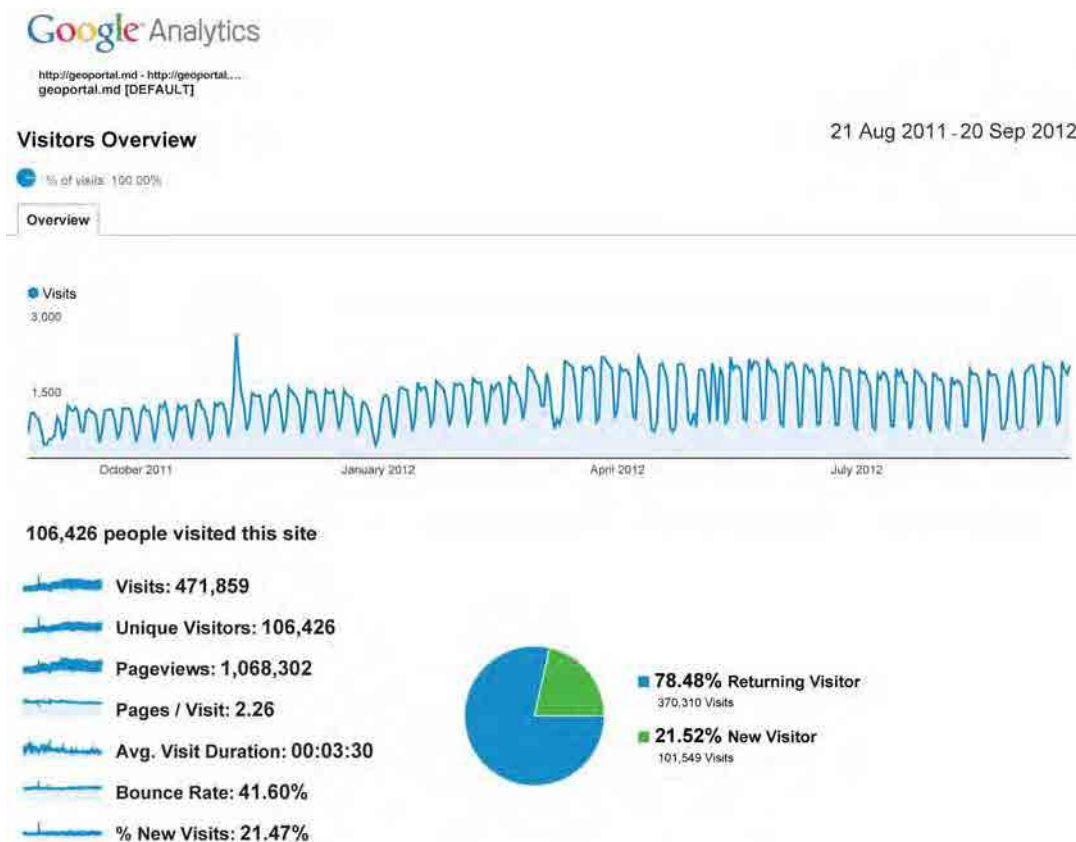 Google Analytics
http://geoportal.md - http://geoportal....
geoportal.md [DEFAULT]
Visitors Overview
21 Aug 2011 - 20 Sep 2012
% of visits: 100.00%
Overview
Visits
3,000
1,500
October 2011
January 2012
April 2012
July 2012
106,426 people visited this site
Visits: 471,859
Unique Visitors: 106,426
Pageviews: 1,068,302
Pages / Visit: 2.26
Avg. Visit Duration: 00:03:30
Bounce Rate: 41.60%
% New Visits: 21.47%
78.48% Returning Visitor
370,310 Visits
21.52% New Visitor
101,549 Visits